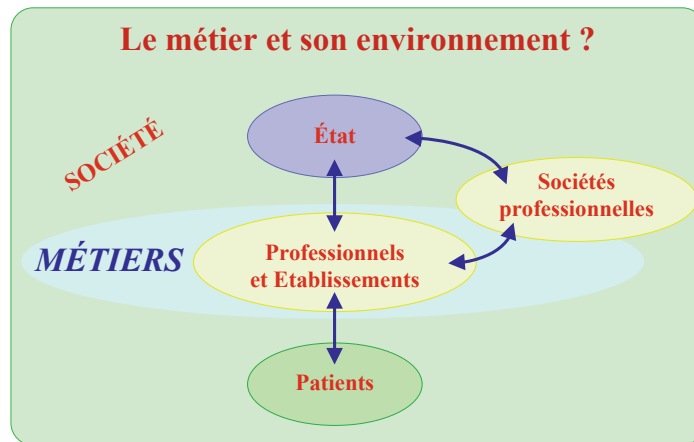 Le métier et son environnement ?
SOCIÉTÉ
État
Sociétés
professionnelles
MÉTIERS
Professionnels
et Etablissements
Patients